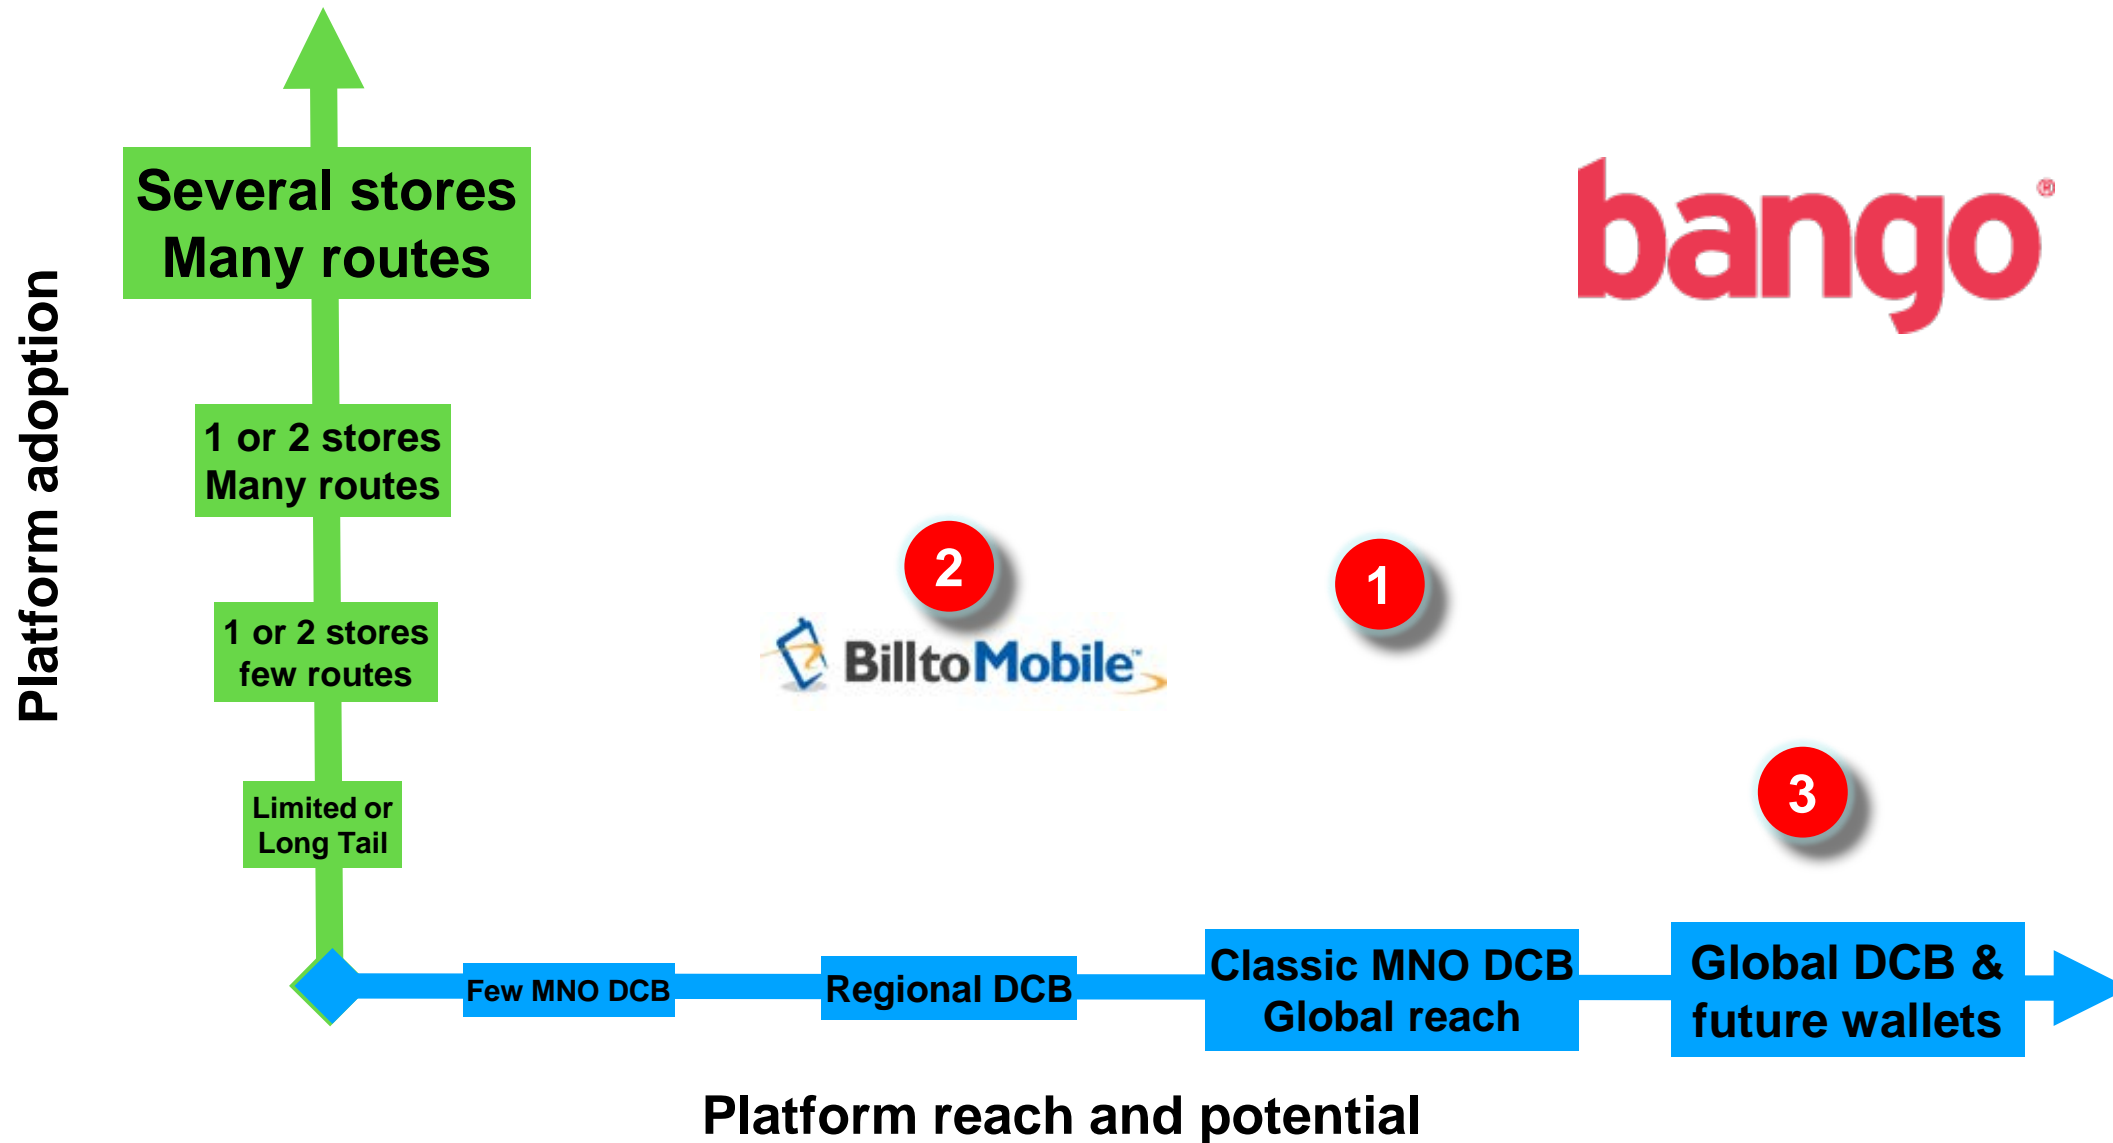 Platform adoption
Several stores
Many routes
1 or 2 stores
Many routes
1 or 2 stores
few routes
Limited or
Long Tail
bango®
2
BilltoMobile™
1
3
Few MNO DCB
Regional DCB
Classic MNO DCB
Global reach
Global DCB &
future wallets
Platform reach and potential